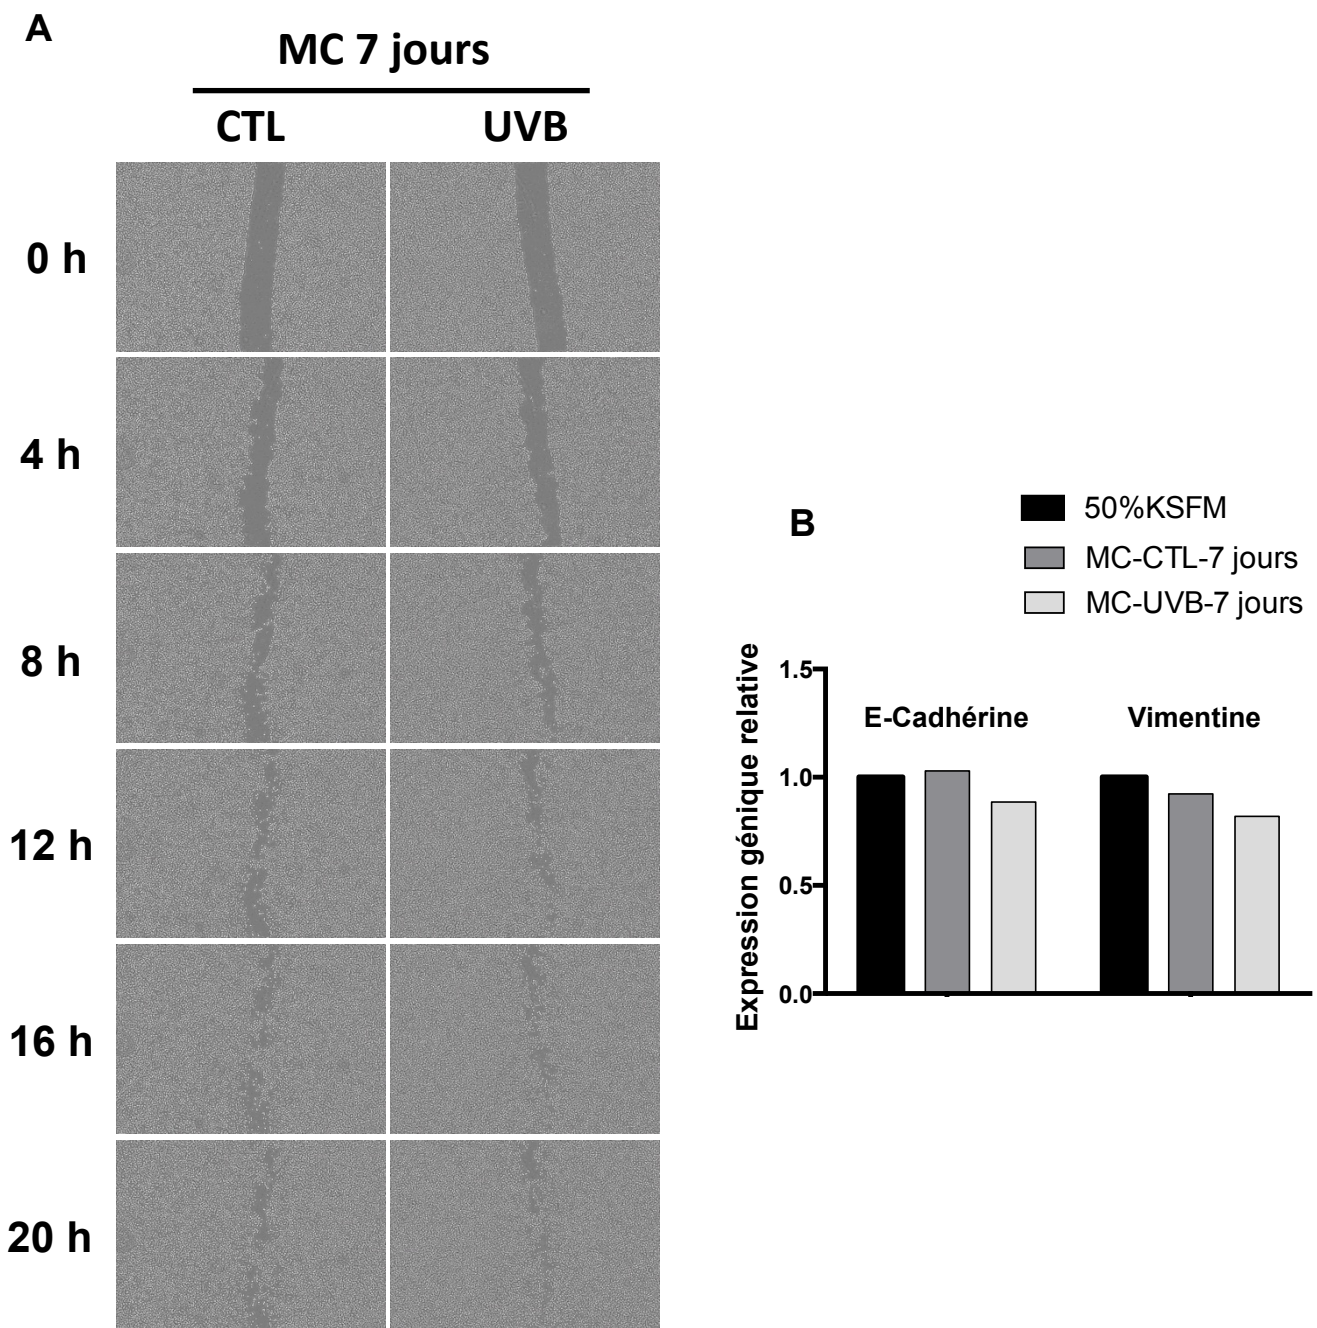 A
MC 7 jours
CTL
UVB
0 h
4 h
8 h
12 h
16 h
20 h
B
50%KSFM
MC-CTL-7 jours
MC-UVB-7 jours
Expression génique relative
1.5
1.0
0.5
0.0
E-Cadhérine
Vimentine